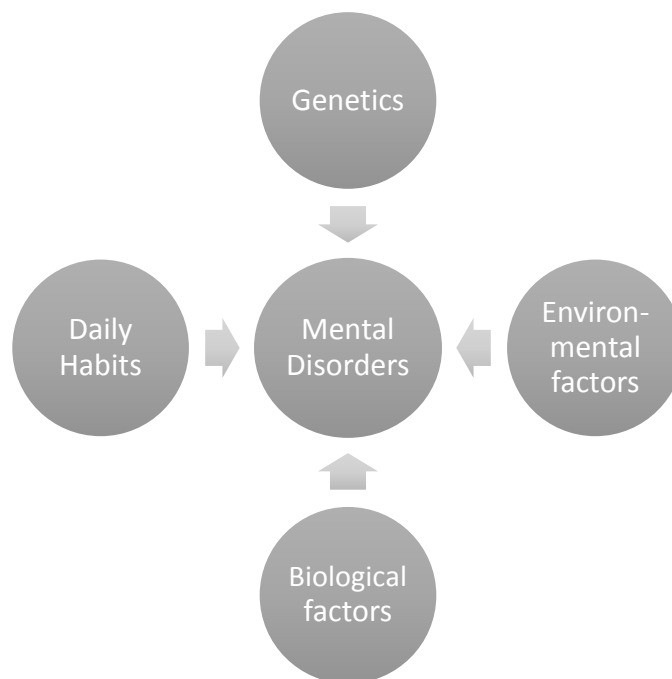 Genetics
Daily
Habits
Mental
Disorders
Environ-
mental
factors
Biological
factors